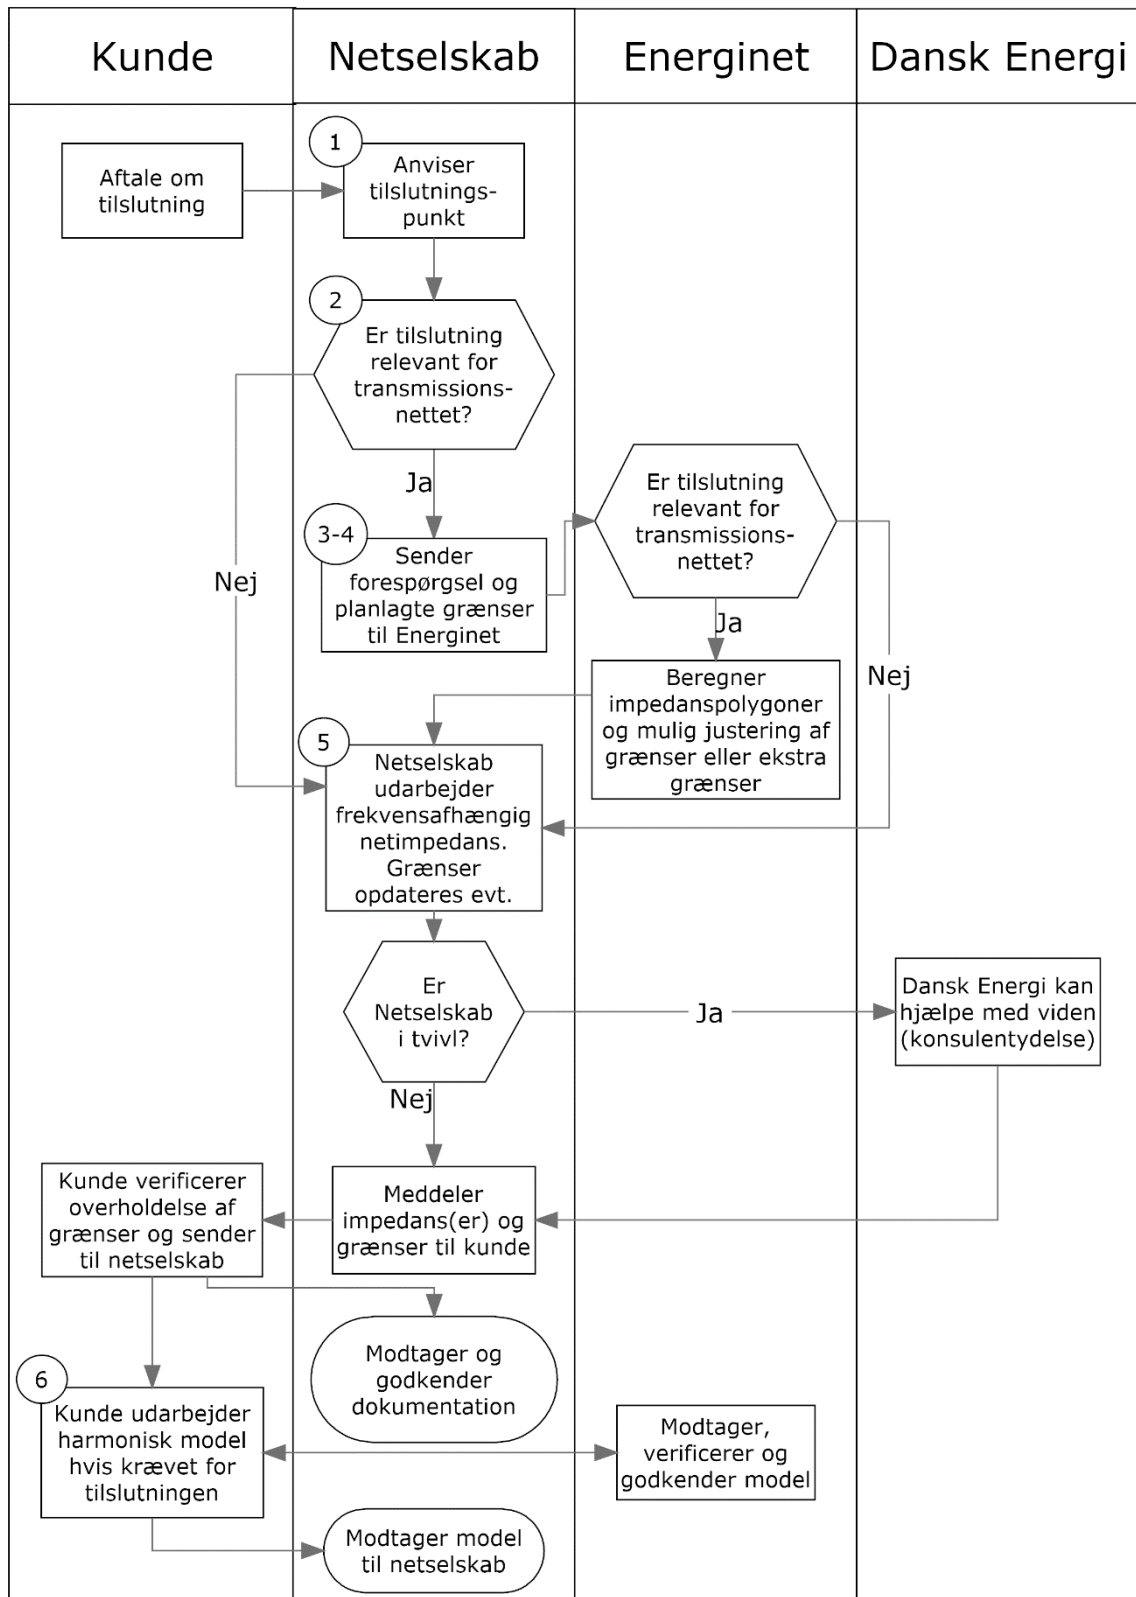 Kunde
Netselskab
Energinet
Dansk Energi
Aftale om
tilslutning
1
Anviser
tilslutnings-
punkt
2
Er tilslutning
relevant for
transmissions-
nettet?
Ja
Nej
3-4
Sender
forespørgsel og
planlagte grænser
til Energinet
Er tilslutning
relevant for
transmissions-
nettet?
Ja
Nej
Beregner
impedanspolygoner
og mulig justering af
grænser eller ekstra
grænser
5
Netselskab
udarbejder
frekvensafhængig
netimpedans.
Grænser
opdateres evt.
Er
Netselskab
i tvivl?
Ja
Nej
Dansk Energi kan
hjælpe med viden
(konsulentydelse)
Meddeler
impedans(er) og
grænser til kunde
Kunde verificerer
overholdelse af
grænser og sender
til netselskab
Modtager og
godkender
dokumentation
6
Kunde udarbejder
harmonisk model
hvis krævet for
tilslutningen
Modtager,
verificerer og
godkender model
Modtager model
til netselskab